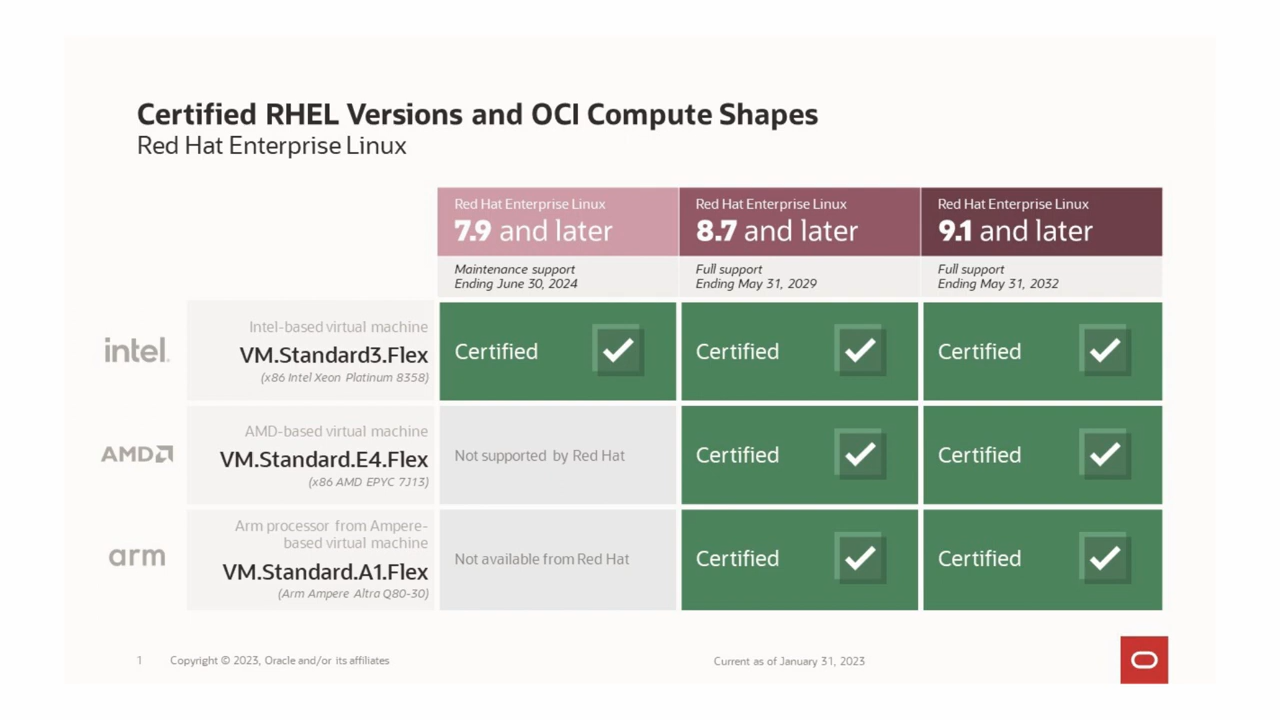 Certified RHEL Versions and OCI Compute Shapes
Red Hat Enterprise Linux
Red Hat Enterprise Linux
7.9 and later
Red Hat Enterprise Linux
8.7 and later
Red Hat Enterprise Linux
9.1 and later
Maintenance support
Ending June 30, 2024
Full support
Ending May 31, 2029
Full support
Ending May 31, 2032
intel.
Intel-based virtual machine
VM.Standard3.Flex
(x86 Intel Xeon Platinum 8358)
Certified
Certified
Certified
AMD
AMD-based virtual machine
VM.Standard.E4.Flex
(x86 AMD EPYC 7J13)
Not supported by Red Hat
Certified
Certified
arm
Arm processor from Ampere-
based virtual machine
VM.Standard.A1.Flex
(Arm Ampere Altra Q80-30)
Not available from Red Hat
Certified
Certified
1
Copyright © 2023, Oracle and/or its affiliates
Current as of January 31, 2023